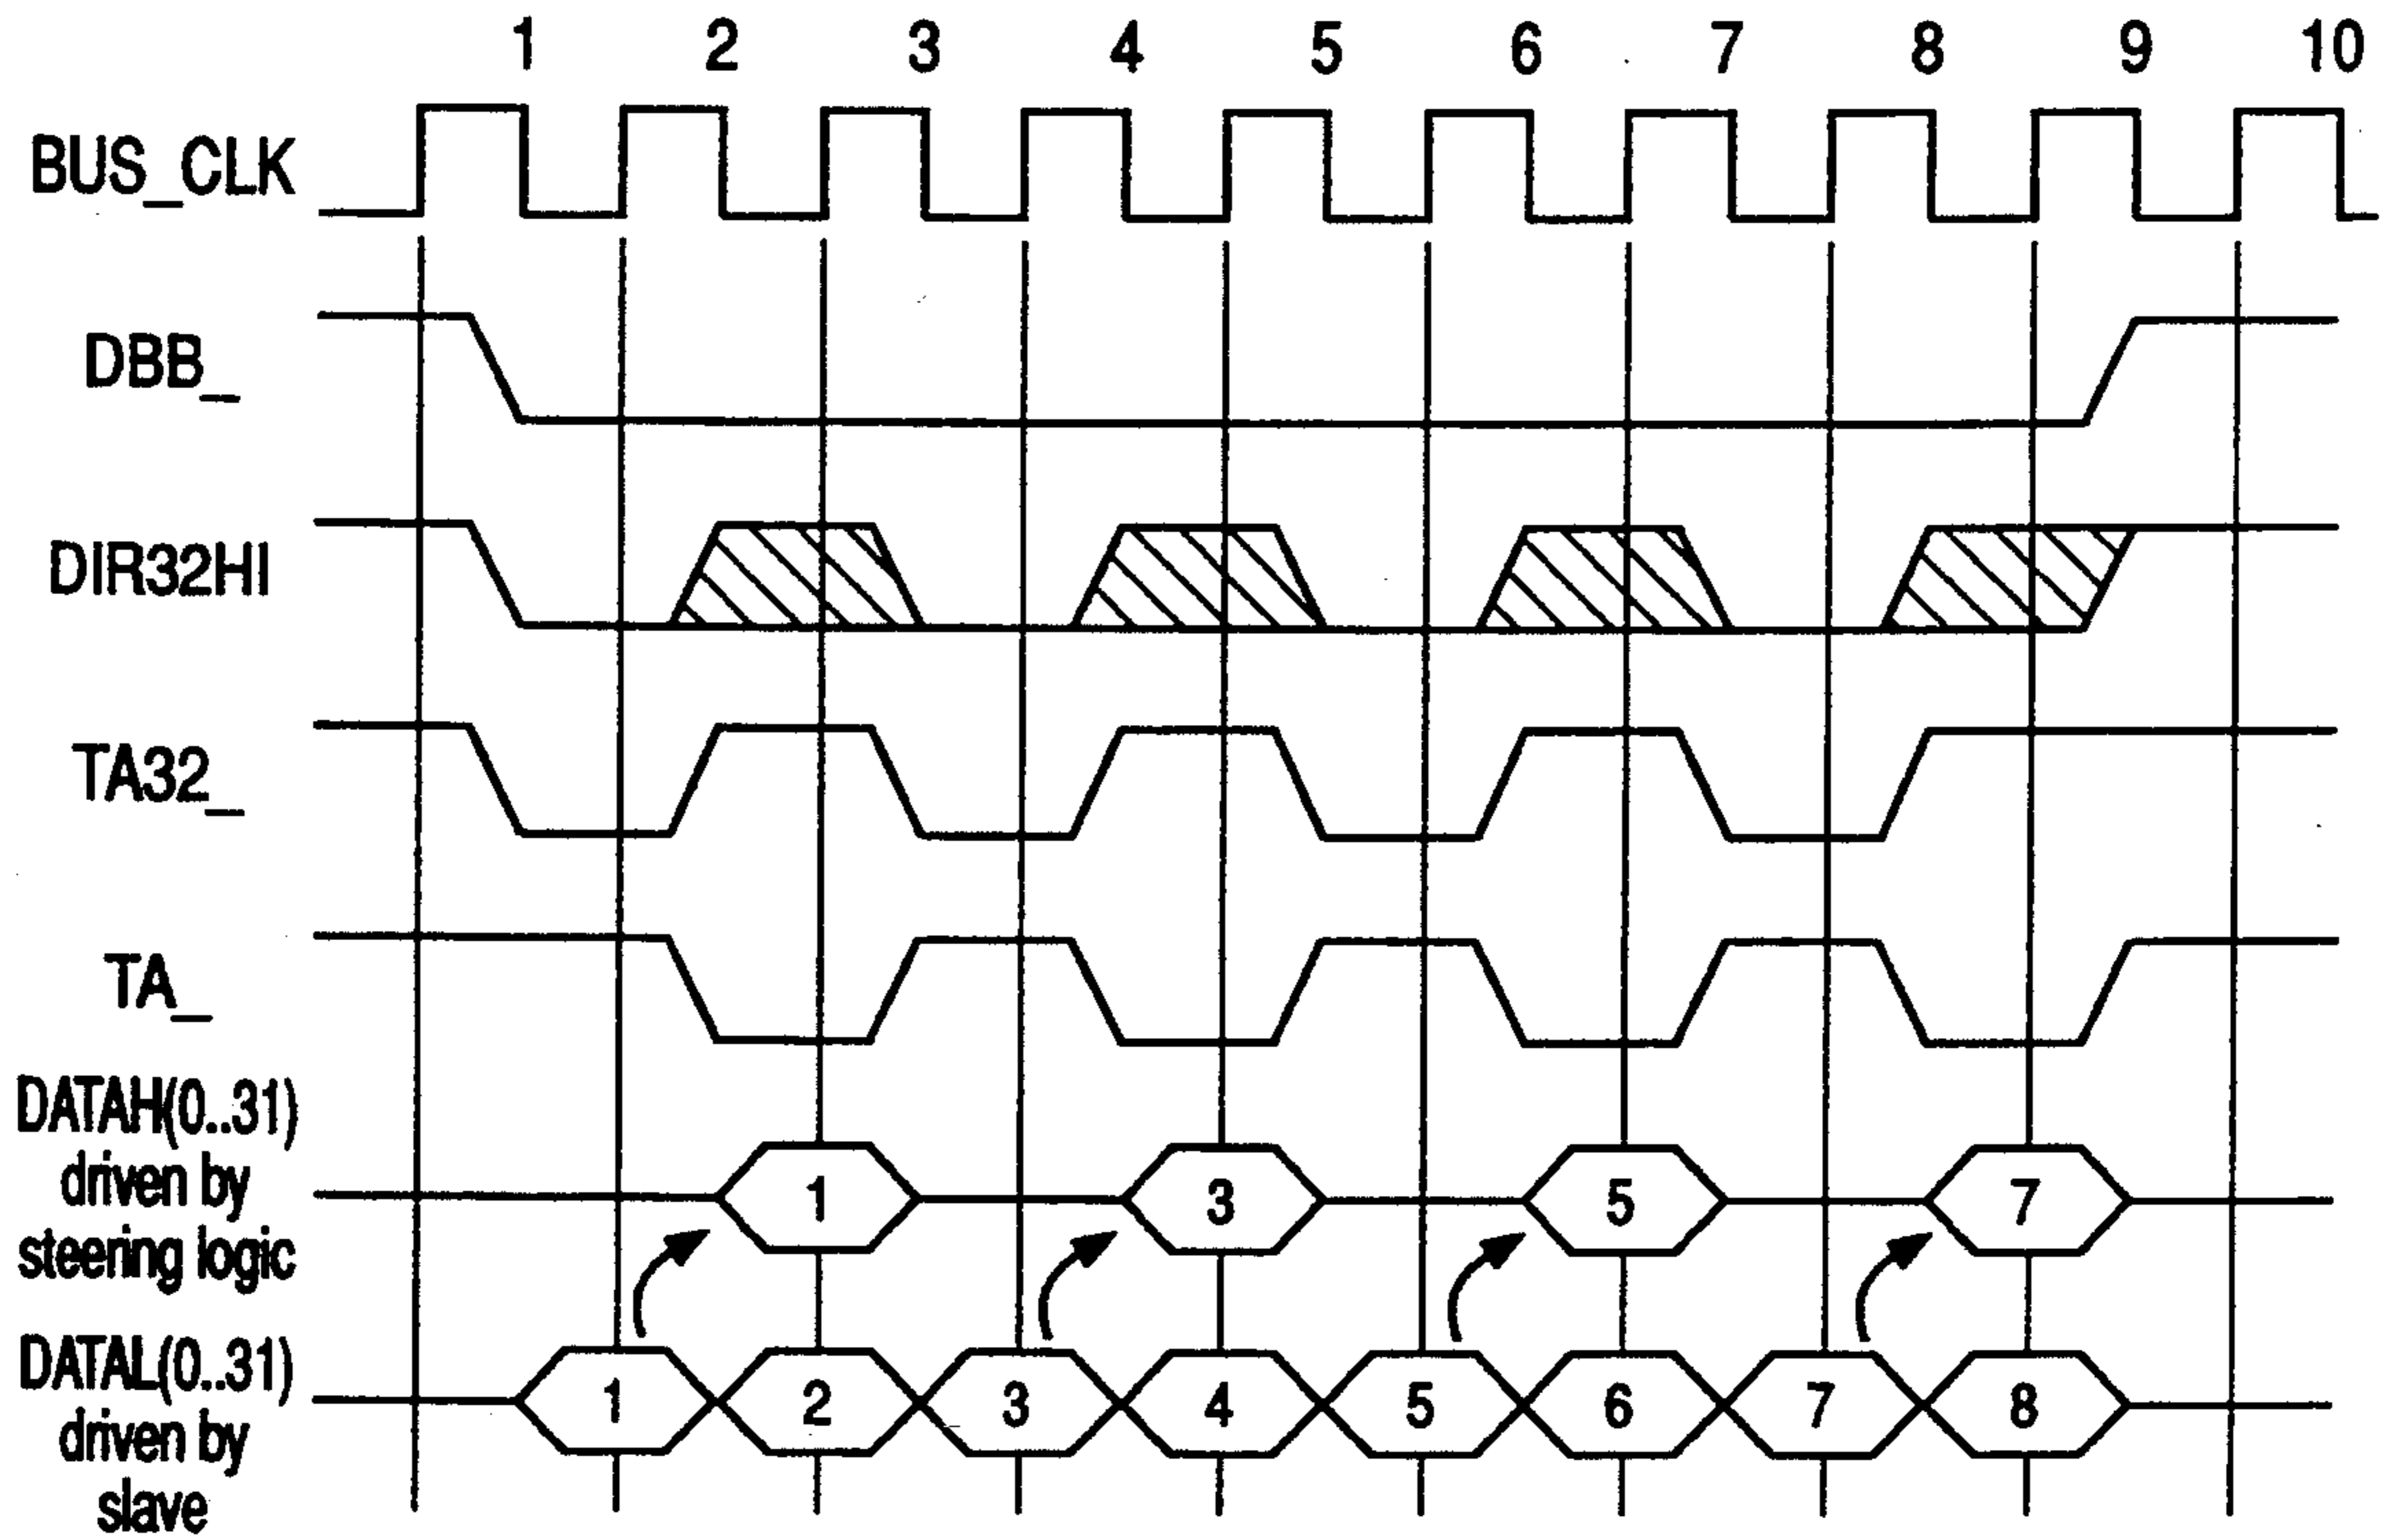 1 2 3 4 5 6 7 8 9 10
BUS_CLK
DBB_
DIR32HI
TA32_
TA_
DATAH(0..31)
driven by
steering logic
1 3 5 7
DATAL(0..31)
driven by
slave
1 2 3 4 5 6 7 8